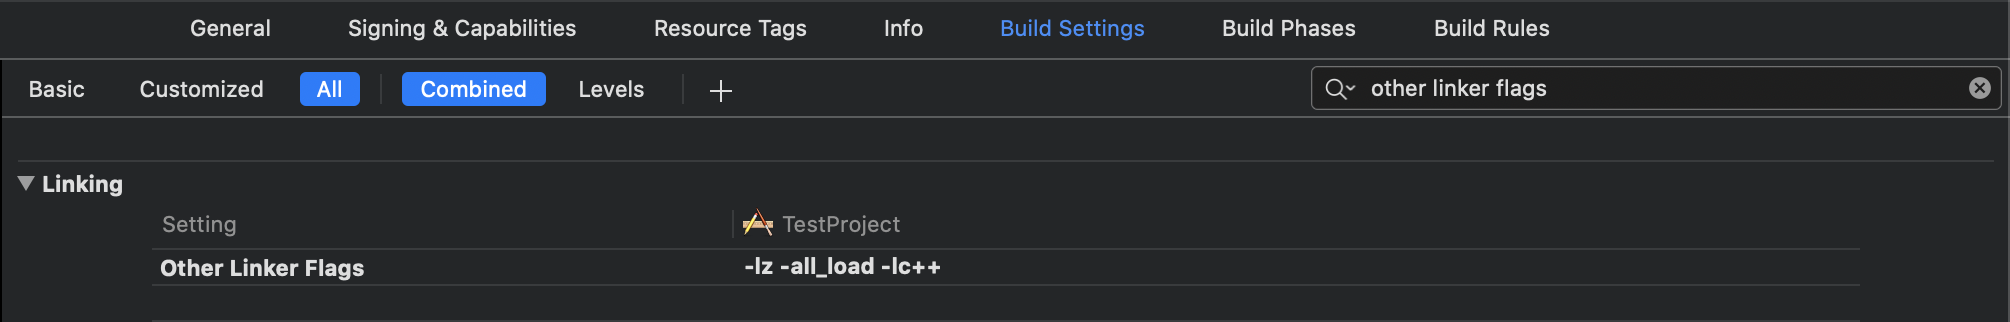 General Signing & Capabilities Resource Tags Info Build Settings Build Phases Build Rules
Basic Customized All Combined Levels + other linker flags
Linking
Setting TestProject
Other Linker Flags -lz -all_load -lc++